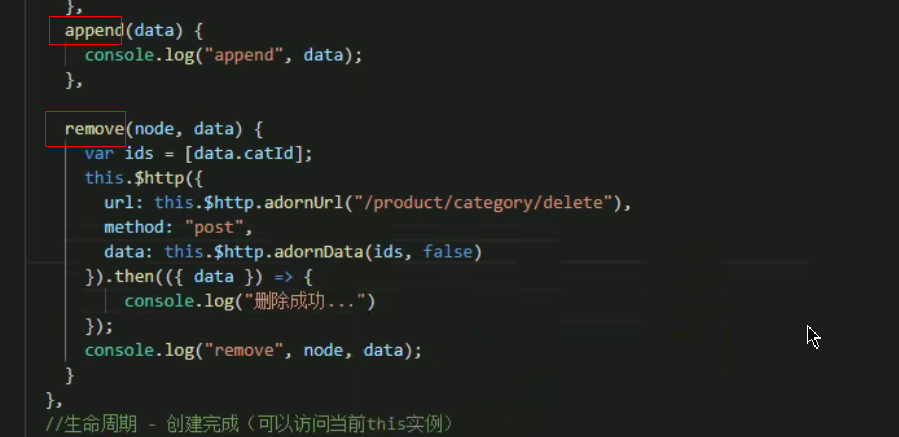 },
append(data) {
console.log("append", data);
},
remove(node, data) {
var ids = [data.catId];
this.$http({
url: this.$http.adornUrl("/product/category/delete"),
method: "post",
data: this.$http.adornData(ids, false)
}).then(({ data }) => {
console.log("删除成功...")
});
console.log("remove", node, data);
}
},
//生命周期 - 创建完成（可以访问当前this实例）